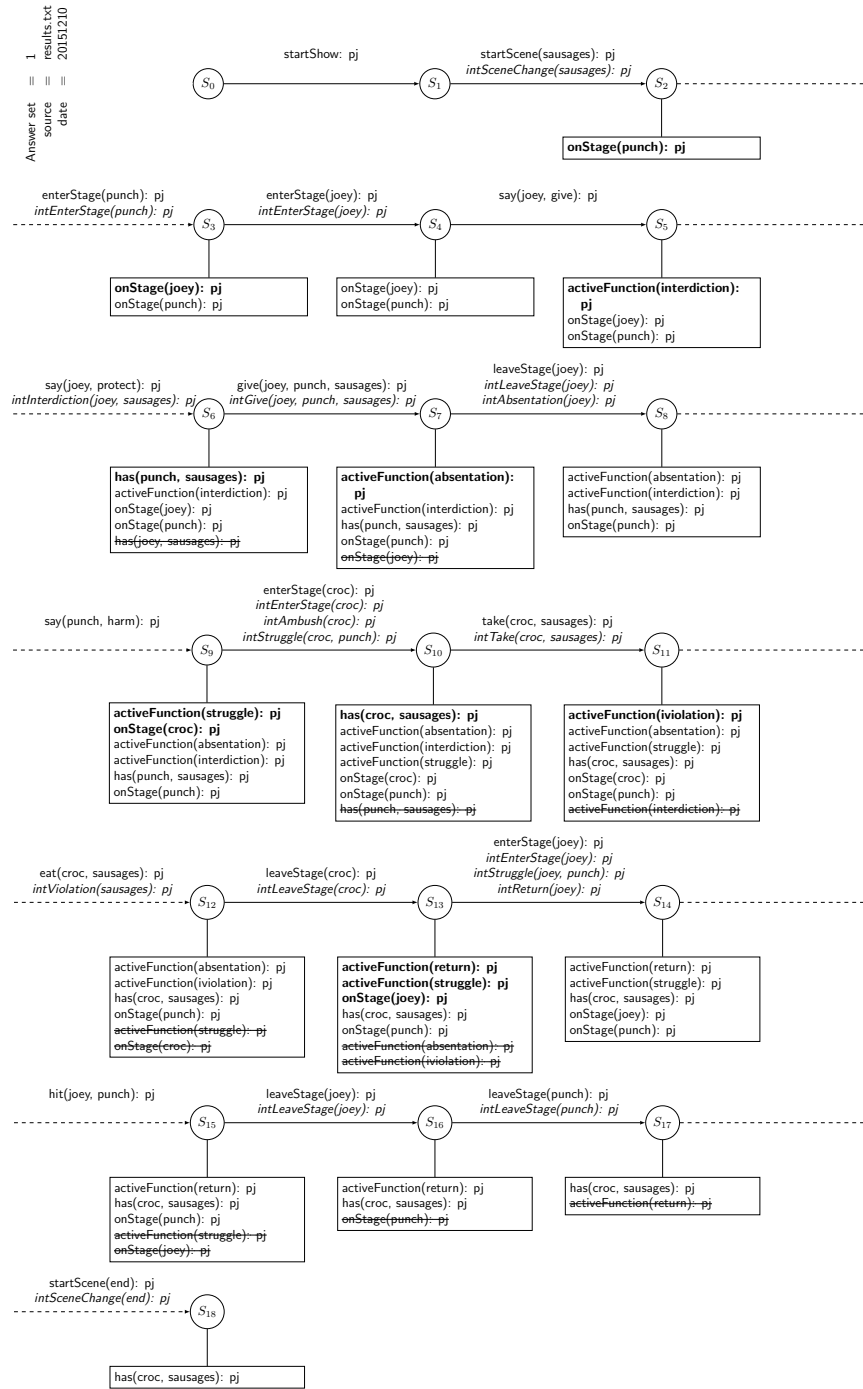 Answer set = 1
source = results.txt
date = 20151210
startShow: pj
startScene(sausages): pj
intSceneChange(sausages): pj
S0
S1
S2
onStage(punch): pj
enterStage(punch): pj
intEnterStage(punch): pj
enterStage(joey): pj
intEnterStage(joey): pj
say(joey, give): pj
S3
S4
S5
onStage(joey): pj
onStage(punch): pj
onStage(joey): pj
onStage(punch): pj
activeFunction(interdiction):
pj
onStage(joey): pj
onStage(punch): pj
say(joey, protect): pj
intInterdiction(joey, sausages): pj
give(joey, punch, sausages): pj
intGive(joey, punch, sausages): pj
leaveStage(joey): pj
intLeaveStage(joey): pj
intAbsentation(joey): pj
S6
S7
S8
has(punch, sausages): pj
activeFunction(interdiction): pj
onStage(joey): pj
onStage(punch): pj
has(joey, sausages): pj
activeFunction(absentation):
pj
activeFunction(interdiction): pj
has(punch, sausages): pj
onStage(punch): pj
onStage(joey): pj
activeFunction(absentation): pj
activeFunction(interdiction): pj
has(punch, sausages): pj
onStage(punch): pj
say(punch, harm): pj
enterStage(croc): pj
intEnterStage(croc): pj
intAmbush(croc): pj
intStruggle(croc, punch): pj
take(croc, sausages): pj
intTake(croc, sausages): pj
S9
S10
S11
activeFunction(struggle): pj
onStage(croc): pj
activeFunction(absentation): pj
activeFunction(interdiction): pj
has(punch, sausages): pj
onStage(punch): pj
has(croc, sausages): pj
activeFunction(absentation): pj
activeFunction(interdiction): pj
activeFunction(struggle): pj
onStage(croc): pj
onStage(punch): pj
has(punch, sausages): pj
activeFunction(iviolation): pj
activeFunction(absentation): pj
activeFunction(struggle): pj
has(croc, sausages): pj
onStage(croc): pj
onStage(punch): pj
activeFunction(interdiction): pj
eat(croc, sausages): pj
intViolation(sausages): pj
leaveStage(croc): pj
intLeaveStage(croc): pj
enterStage(joey): pj
intEnterStage(joey): pj
intStruggle(joey, punch): pj
intReturn(joey): pj
S12
S13
S14
activeFunction(absentation): pj
activeFunction(iviolation): pj
has(croc, sausages): pj
onStage(punch): pj
activeFunction(struggle): pj
onStage(croc): pj
activeFunction(return): pj
activeFunction(struggle): pj
onStage(joey): pj
has(croc, sausages): pj
onStage(punch): pj
activeFunction(absentation): pj
activeFunction(iviolation): pj
activeFunction(return): pj
activeFunction(struggle): pj
has(croc, sausages): pj
onStage(joey): pj
onStage(punch): pj
hit(joey, punch): pj
leaveStage(joey): pj
intLeaveStage(joey): pj
leaveStage(punch): pj
intLeaveStage(punch): pj
S15
S16
S17
activeFunction(return): pj
has(croc, sausages): pj
onStage(punch): pj
activeFunction(struggle): pj
onStage(joey): pj
activeFunction(return): pj
has(croc, sausages): pj
onStage(punch): pj
has(croc, sausages): pj
activeFunction(return): pj
startScene(end): pj
intSceneChange(end): pj
S18
has(croc, sausages): pj